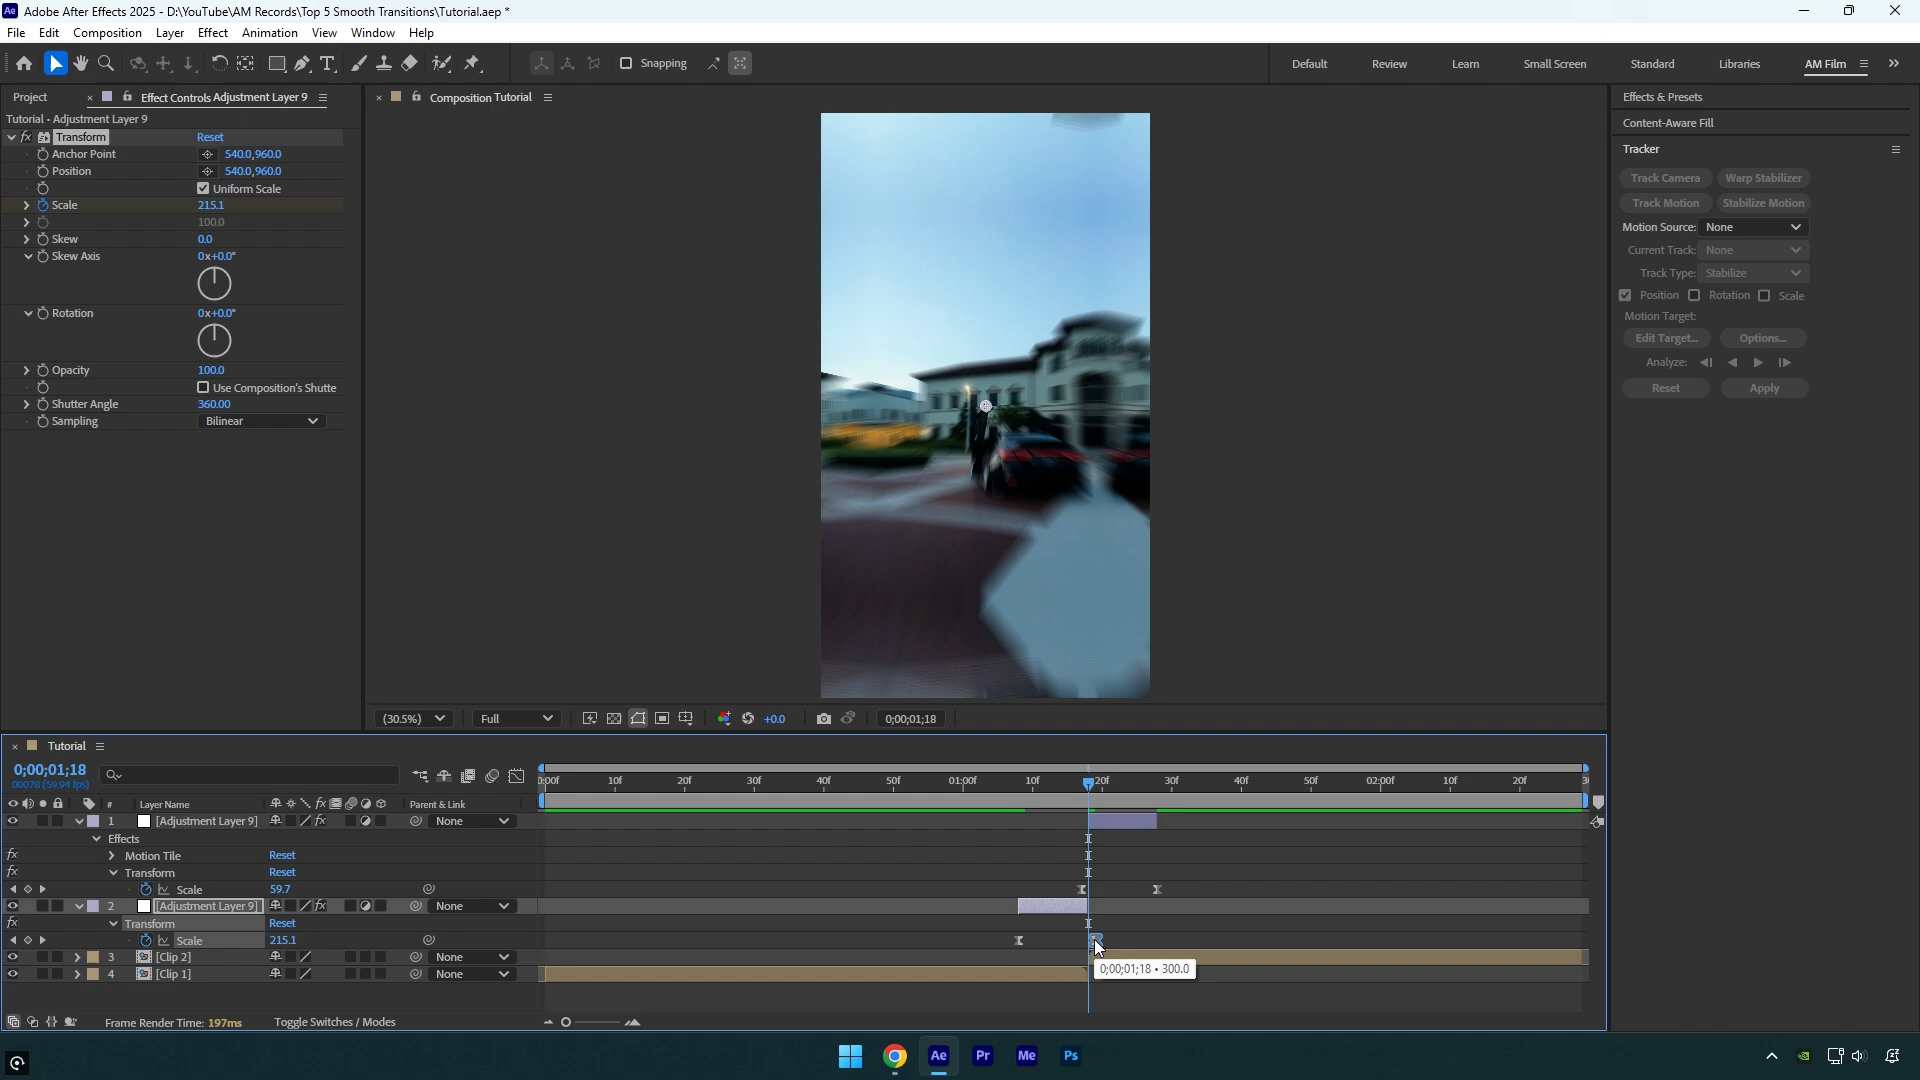 Adobe After Effects 2025 - D:\YouTube\AM Records\Top 5 Smooth Transitions\Tutorial.aep *
File Edit Composition Layer Effect Animation View Window Help
Snapping
Default Review Learn Small Screen Standard Libraries AM Film
Project Effect Controls Adjustment Layer 9
Composition Tutorial
Effects & Presets
Tutorial • Adjustment Layer 9
Content-Aware Fill
Transform Reset
Tracker
Anchor Point 540.0,960.0
Position 540.0,960.0
Track Camera Warp Stabilizer
Uniform Scale
Scale 215.1
Track Motion Stabilize Motion
100.0
Motion Source: None
Skew 0.0
Current Track: None
Skew Axis 0x+0.0°
Track Type: Stabilize
Position Rotation Scale
Rotation 0x+0.0°
Motion Target:
Edit Target... Options...
Analyze:
Opacity 100.0
Use Composition's Shutte
Reset Apply
Shutter Angle 360.00
Sampling Bilinear
(30.5%) Full +0.0 0;00;01;18
Tutorial
0;00;01;18
00078 (59.94 fps)
0:00f 10f 20f 30f 40f 50f 01:00f 10f 20f 30f 40f 50f 02:00f 10f 20f
# Layer Name Parent & Link
1 [Adjustment Layer 9] fx None
Effects
fx Motion Tile Reset
fx Transform Reset
Scale 59.7
2 [Adjustment Layer 9] fx None
fx Transform Reset
Scale 215.1
3 [Clip 2] None
0;00;01;18 • 300.0
4 [Clip 1] None
Frame Render Time: 197ms Toggle Switches / Modes
Ae Pr Me Ps